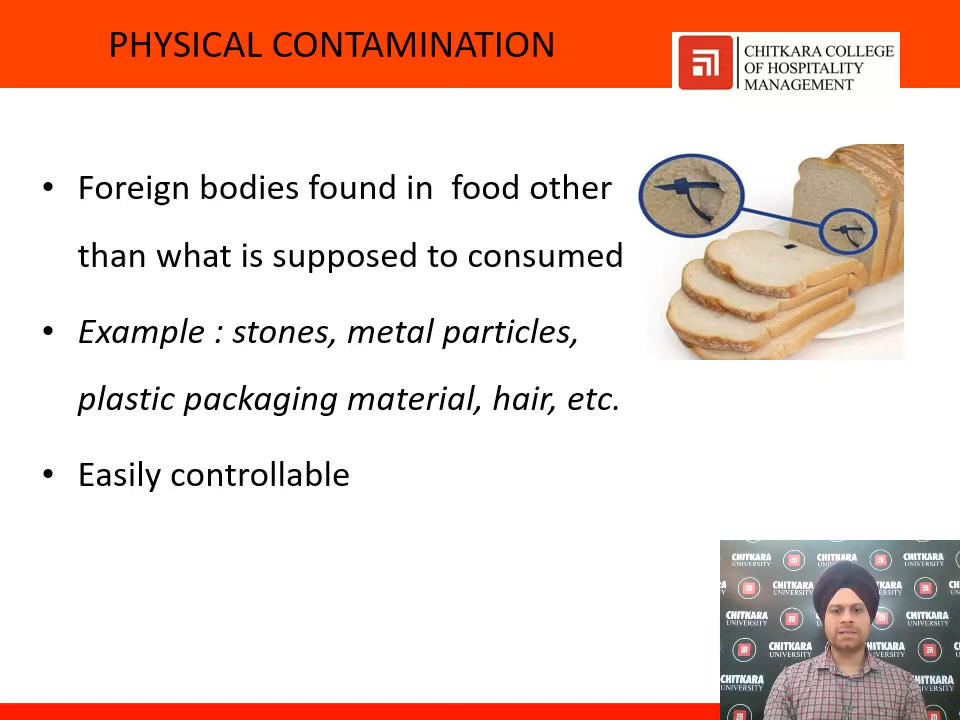 PHYSICAL CONTAMINATION
CHITKARA COLLEGE
OF HOSPITALITY
MANAGEMENT
• Foreign bodies found in  food other
than what is supposed to consumed
• Example : stones, metal particles,
plastic packaging material, hair, etc.
• Easily controllable
CHITKARA
UNIVERSITY
CHITKARA
UNIVERSITY
CHITKARA
UNIVERSITY
CHITKARA
UNIVERSITY
CHITKARA
UNIVERSITY
CHITKARA
UNIVERSITY
CHITKARA
UNIVERSITY
CHITKARA
UNIVERSITY
CHITKARA
UNIVERSITY